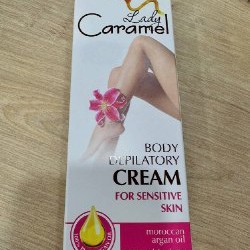 Lady
Caramel
BODY
DEPILATORY
CREAM
FOR SENSITIVE
SKIN
moroccan
argan oil